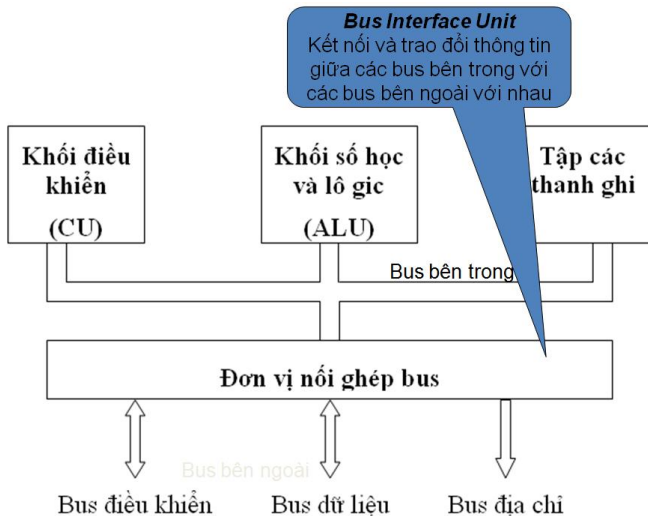 Bus Interface Unit
Kết nối và trao đổi thông tin
giữa các bus bên trong với
các bus bên ngoài với nhau
Khối điều
khiển
(CU)
Khối số học
và lô gic
(ALU)
Tập các
thanh ghi
Bus bên trong
Đơn vị nối ghép bus
Bus bên ngoài
Bus điều khiển
Bus dữ liệu
Bus địa chỉ